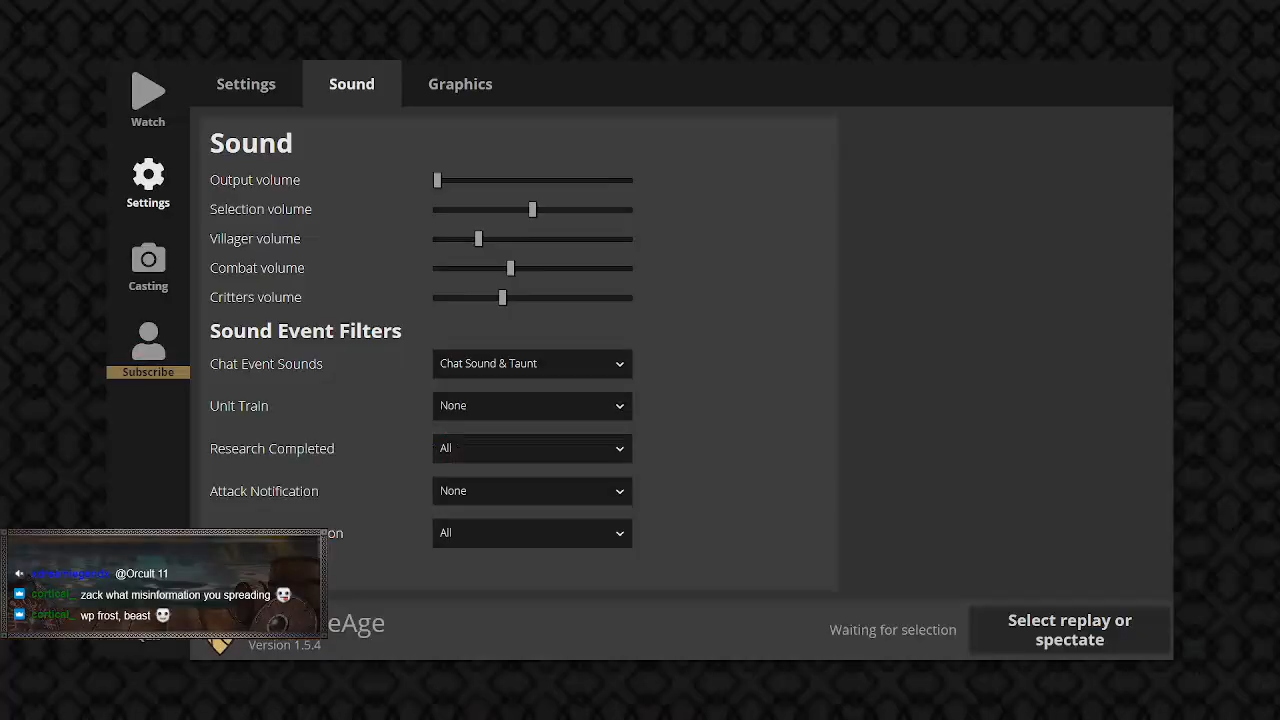 Settings
Sound
Graphics
Watch
Settings
Casting
Subscribe
Sound
Output volume
Selection volume
Villager volume
Combat volume
Critters volume
Sound Event Filters
Chat Event Sounds
Chat Sound & Taunt
Unit Train
None
Research Completed
All
Attack Notification
None
on
All
@Orcult 11
cortical_ zack what misinformation you spreading
cortical_ wp frost, beast
eAge
Version 1.5.4
Waiting for selection
Select replay or
spectate